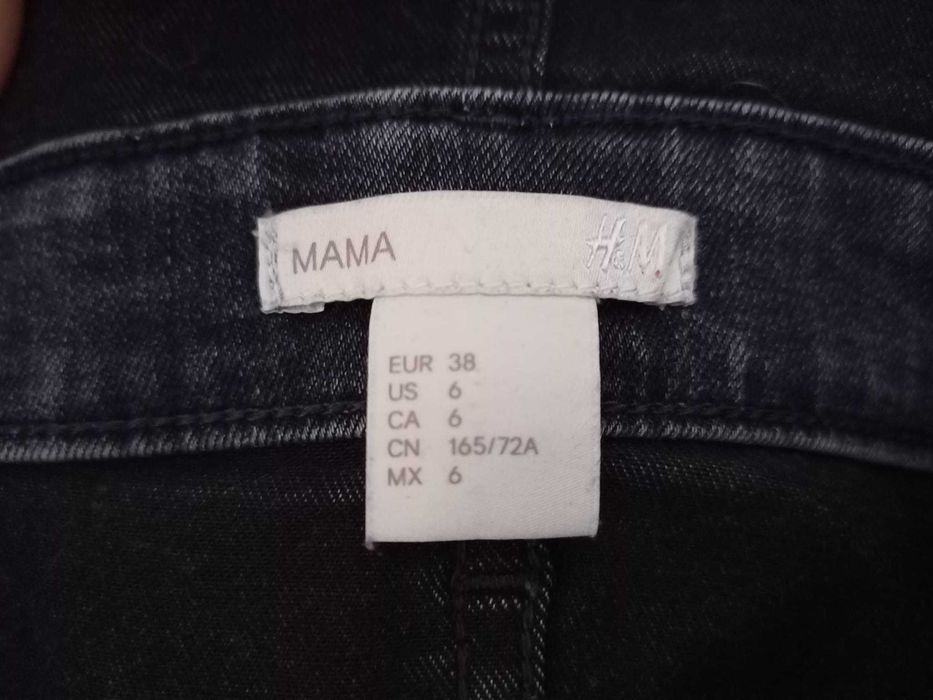 MAMA H&M
EUR 38
US 6
CA 6
CN 165/72A
MX 6